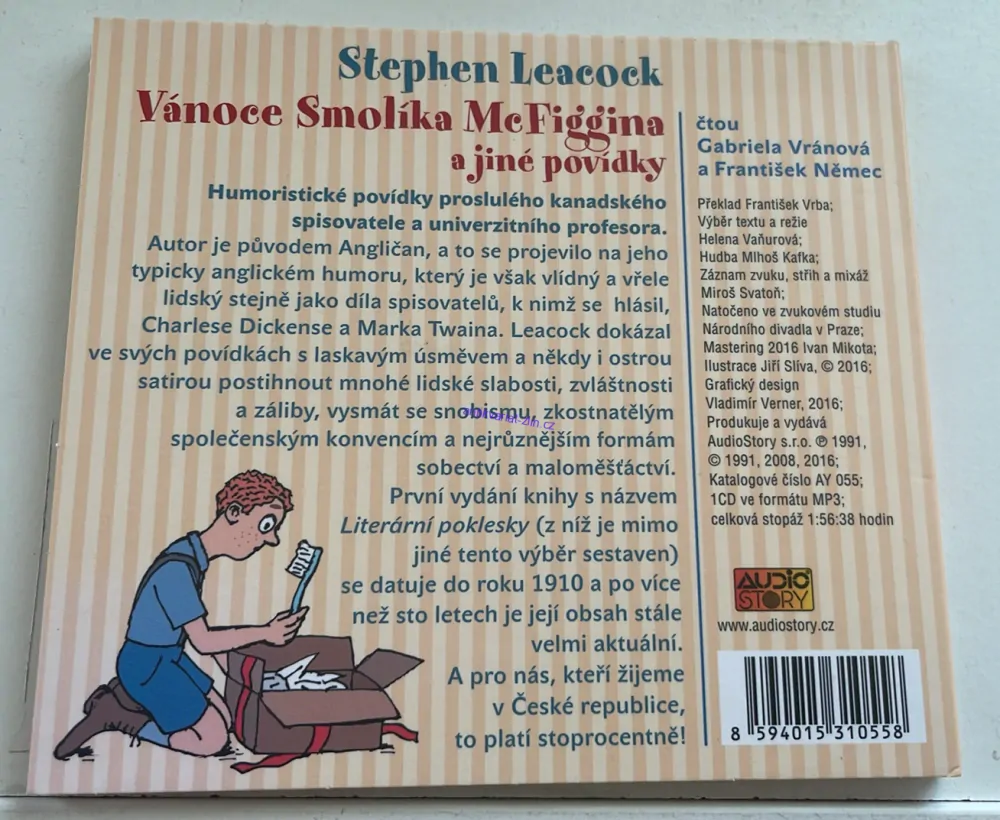 Stephen Leacock
Vánoce Smolíka McFiggina
a jiné povídky
Humoristické povídky proslulého kanadského
spisovatele a univerzitního profesora.
Autor je původem Angličan, a to se projevilo na jeho
typicky anglickém humoru, který je však vlídný a vřele
lidský stejně jako díla spisovatelů, k nimž se hlásil,
Charlese Dickense a Marka Twaina. Leacock dokázal
ve svých povídkách s laskavým úsměvem a někdy i ostrou
satirou postihnout mnohé lidské slabosti, zvláštnosti
a záliby, vysmát se snobismu, zkostnatělým
společenským konvencím a nejrůznějším formám
sobectví a maloměšťáctví.
První vydání knihy s názvem
Literární poklesky (z níž je mimo
jiné tento výběr sestaven)
se datuje do roku 1910 a po více
než sto letech je její obsah stále
velmi aktuální.
A pro nás, kteří žijeme
v České republice,
to platí stoprocentně!
čtou
Gabriela Vránová
a František Němec
Překlad František Vrba;
Výběr textu a režie
Helena Vaňurová;
Hudba Mlhoš Kafka;
Záznam zvuku, střih a mixáž
Miroš Svatoň;
Natočeno ve zvukovém studiu
Národního divadla v Praze;
Mastering 2016 Ivan Mikota;
Ilustrace Jiří Slíva, © 2016;
Grafický design
Vladimír Verner, 2016;
Produkuje a vydává
AudioStory s.r.o. ℗ 1991,
© 1991, 2008, 2016;
Katalogové číslo AY 055;
1CD ve formátu MP3;
celková stopáž 1:56:38 hodin
AUDIO
STORY
www.audiostory.cz
8 594015 310558